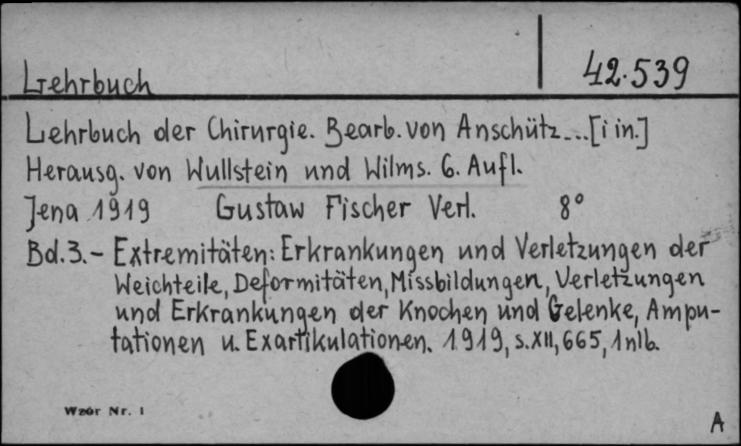 Lehrbuch
42.539
Lehrbuch der Chirurgie. Bearb. von Anschütz...[i in.]
Herausg. von Wullstein und Wilms. 6. Aufl.
Jena 1919 Gustaw Fischer Verl. 8°
Bd.3.- Extremitäten: Erkrankungen und Verletzungen der
Weichteile, Deformitäten, Missbildungen, Verletzungen
und Erkrankungen der Knochen und Gelenke, Ampu-
tationen u. Exartikulationen. 1919, s.XII, 665, 1 nlb.
Wzór Nr. 1
A